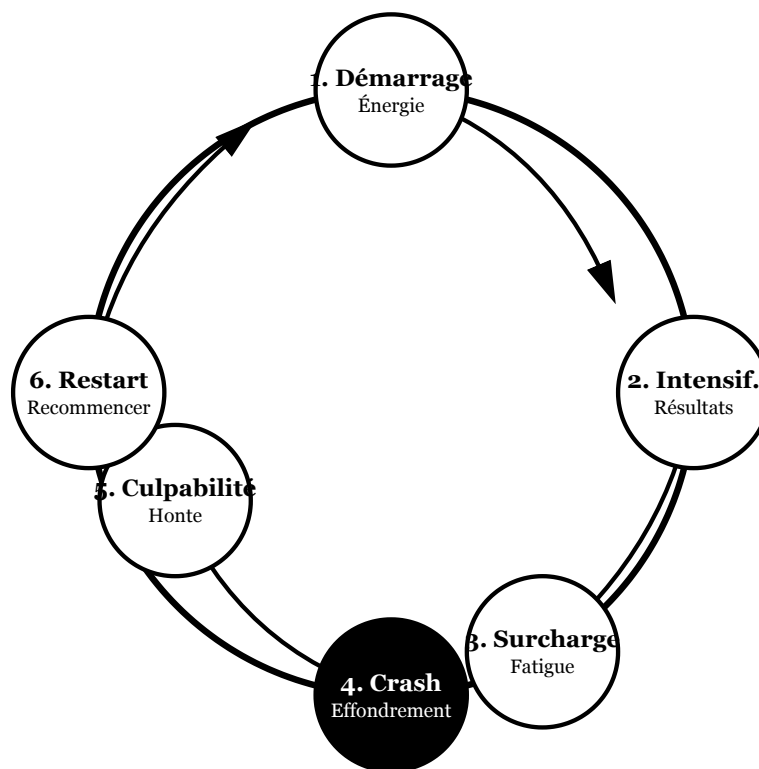 1. Démarrage
Énergie
2. Intensif.
Résultats
3. Surcharge
Fatigue
4. Crash
Effondrement
5. Culpabilité
Honte
6. Restart
Recommencer